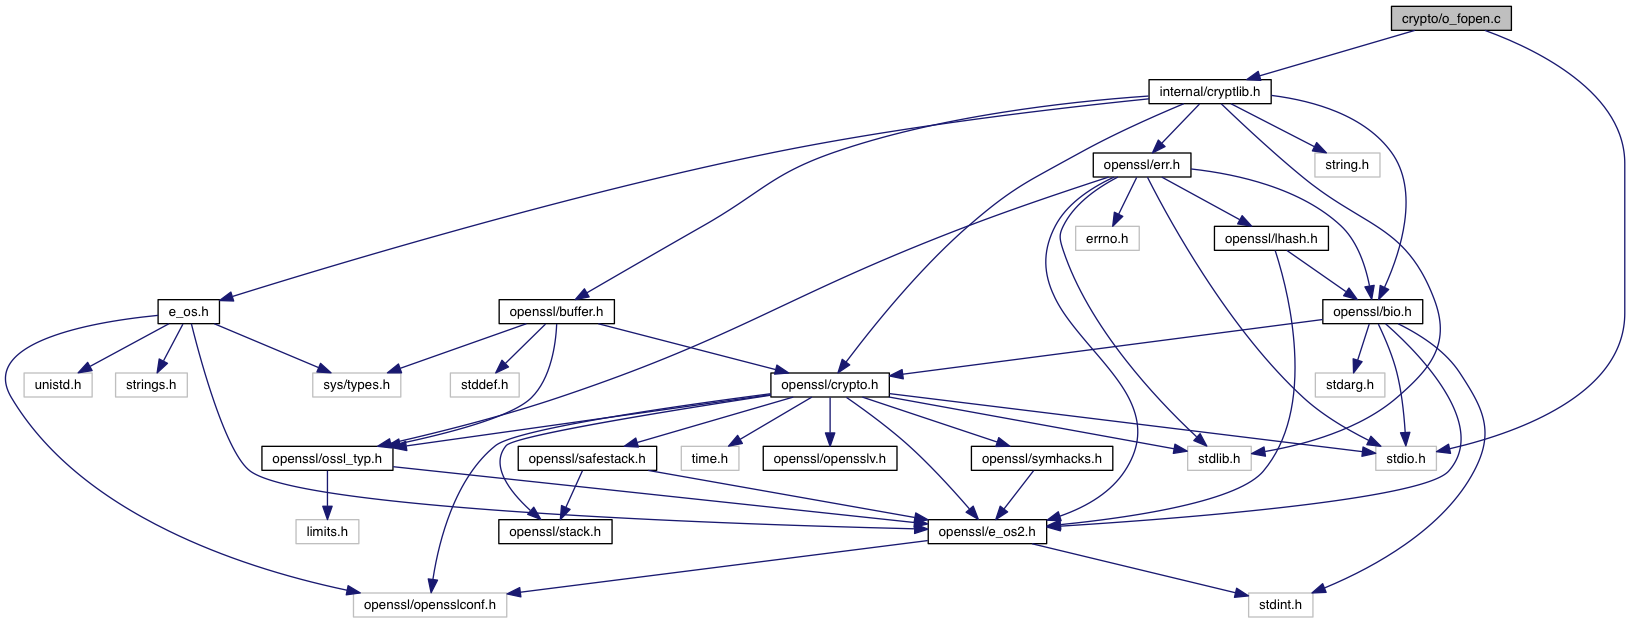 crypto/o_fopen.c
internal/cryptlib.h
openssl/err.h
string.h
errno.h
openssl/lhash.h
e_os.h
openssl/buffer.h
openssl/bio.h
unistd.h
strings.h
sys/types.h
stddef.h
openssl/crypto.h
stdarg.h
openssl/ossl_typ.h
openssl/safestack.h
time.h
openssl/opensslv.h
openssl/symhacks.h
stdlib.h
stdio.h
limits.h
openssl/stack.h
openssl/e_os2.h
openssl/opensslconf.h
stdint.h